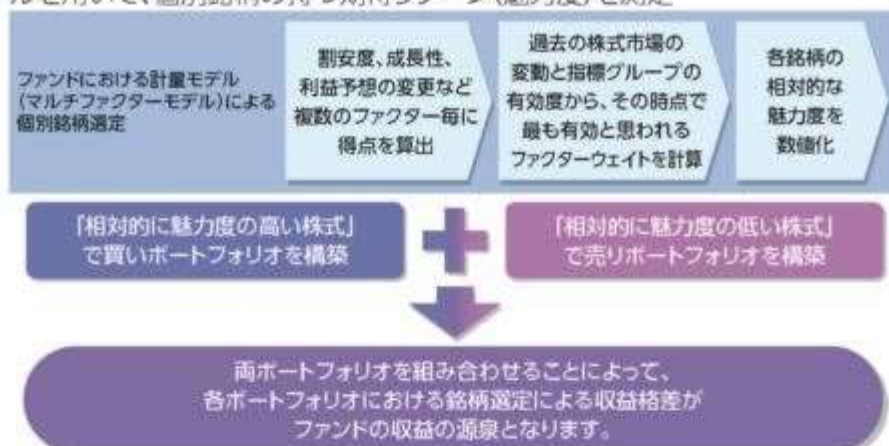 ルを用いて、個別銘柄の持つ期待リターン(魅力度)を決定
ファンドにおける計量モデル
(マルチファクターモデル)による
個別銘柄選定
割安度、成長性、
利益予想の変更など
複数のファクター毎に
得点を算出
過去の株式市場の
変動と指標グループの
有効度から、その時点で
最も有効と思われる
ファクターウェイトを計算
各銘柄の
相対的な
魅力度を
数値化
「相対的に魅力度の高い株式」
で買いポートフォリオを構築
「相対的に魅力度の低い株式」
で売りポートフォリオを構築
両ポートフォリオを組み合わせることによって、
各ポートフォリオにおける銘柄選定による収益格差が
ファンドの収益の源泉となります。